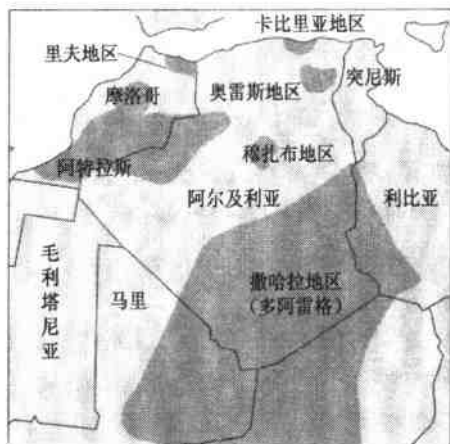 卡比里亚地区
里夫地区
突尼斯
摩洛哥
奥雷斯地区
阿特拉斯
穆扎布地区
阿尔及利亚
利比亚
毛利塔尼亚
马里
撒哈拉地区
(多阿雷格)